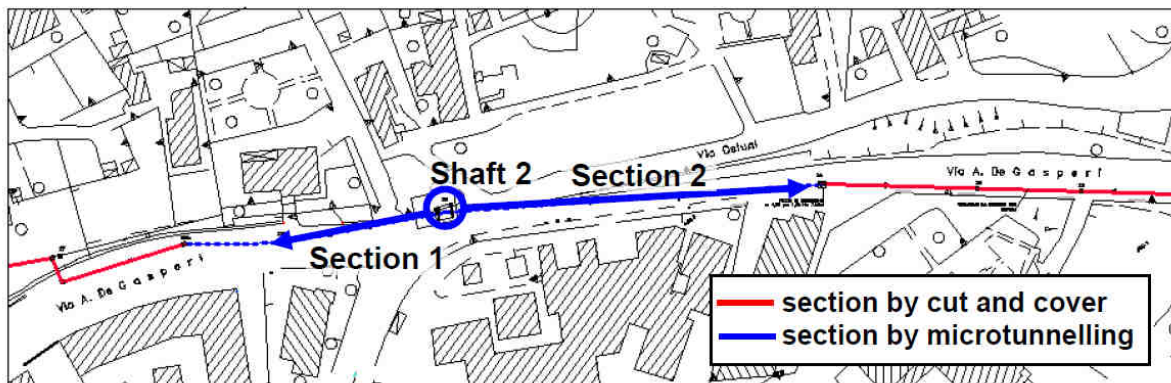 Shaft 2
Section 2
Via Ostuni
Via A. De Gasperi
Section 1
Via A. De Gasperi
section by cut and cover
section by microtunnelling